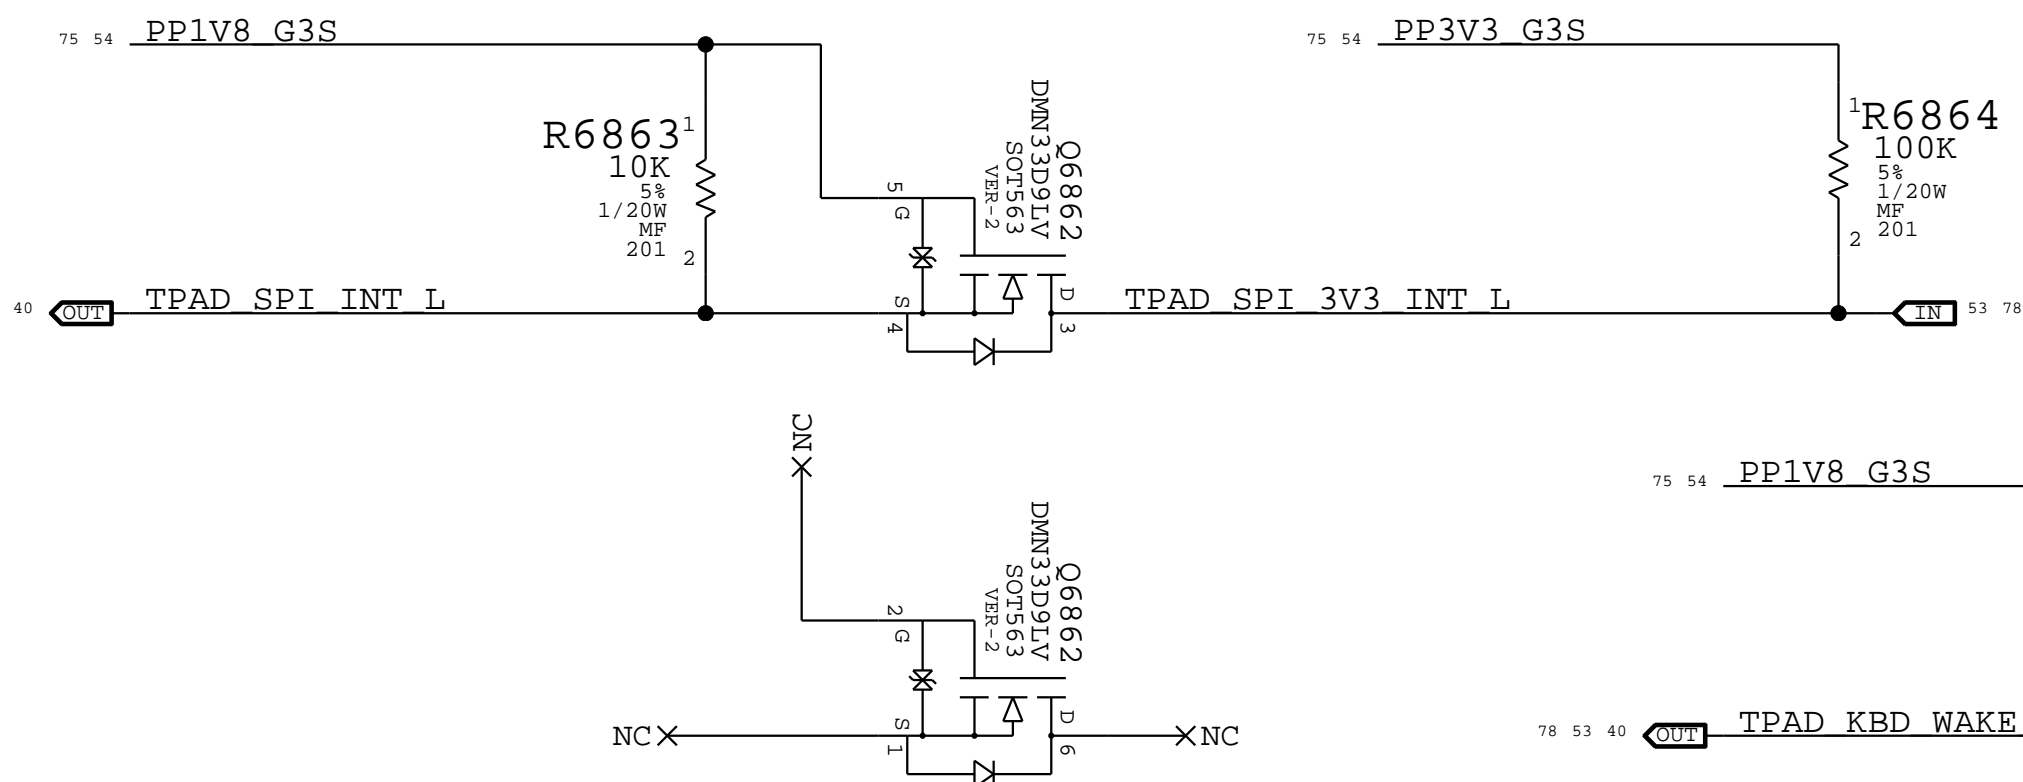 75 54 PP1V8_G3S
75 54 PP3V3_G3S
R6863
1
10K
5%
1/20W
MF
201
2
5
G
Q6862
DMN33D9LV
SOT563
VER-2
1
R6864
100K
5%
1/20W
MF
201
2
40 OUT TPAD_SPI_INT_L
S
4
D
3
TPAD_SPI_3V3_INT_L
IN 53 78
NC
75 54 PP1V8_G3S
2
G
Q6862
DMN33D9LV
SOT563
VER-2
NC
S
1
D
6
NC
78 53 40 OUT TPAD_KBD_WAKE_